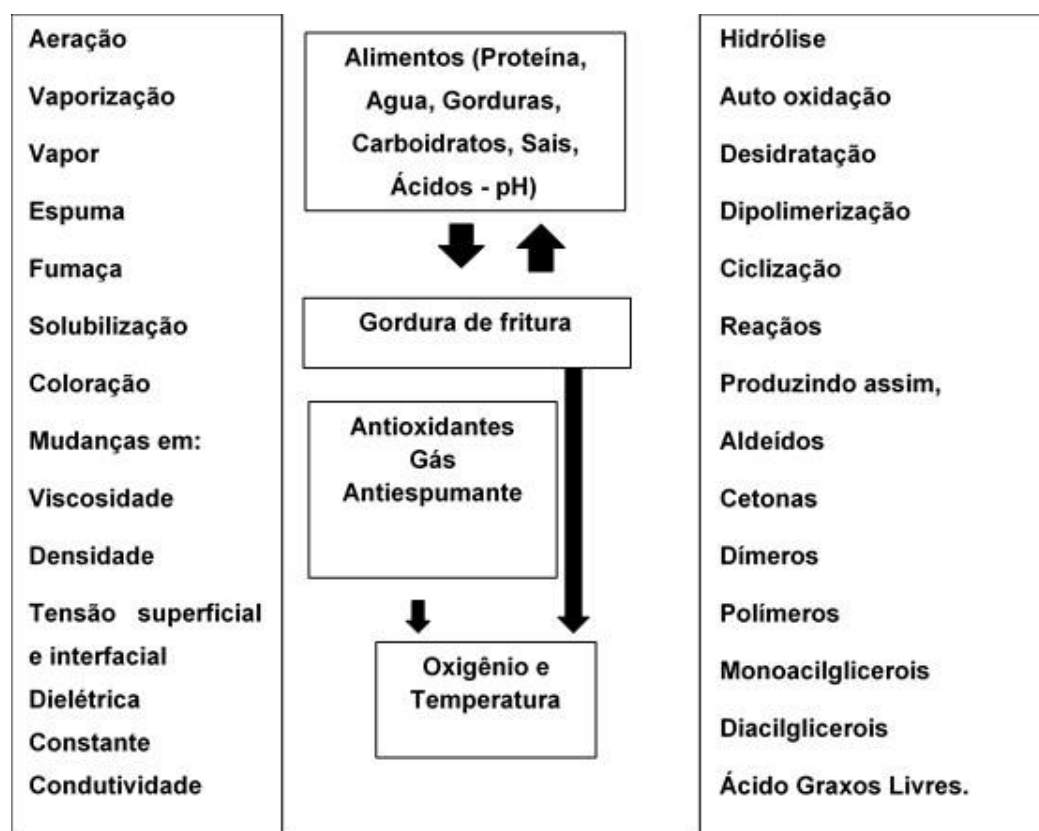 Aeração
Vaporização
Vapor
Espuma
Fumaça
Solubilização
Coloração
Mudanças em:
Viscosidade
Densidade
Tensão superficial
e interfacial
Dielétrica
Constante
Condutividade
Alimentos (Proteína,
Agua, Gorduras,
Carboidratos, Sais,
Ácidos - pH)
Gordura de fritura
Antioxidantes
Gás
Antiespumante
Oxigênio e
Temperatura
Hidrólise
Auto oxidação
Desidratação
Dipolimerização
Ciclização
Reaçãos
Produzindo assim,
Aldeídos
Cetonas
Dímeros
Polímeros
Monoacilglicerois
Diacilglicerois
Ácido Graxos Livres.